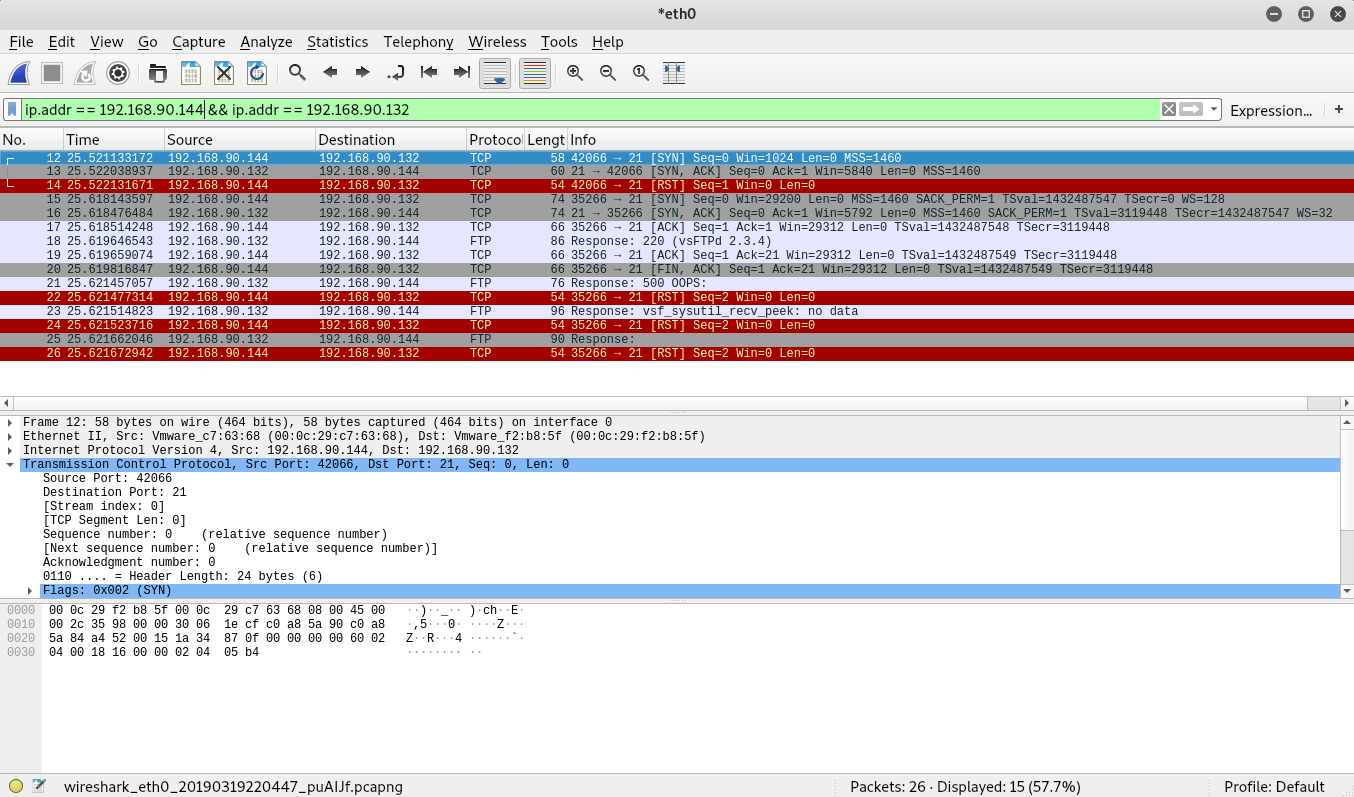 *eth0
File Edit View Go Capture Analyze Statistics Telephony Wireless Tools Help
ip.addr == 192.168.90.144 && ip.addr == 192.168.90.132 Expression... +
No. Time Source Destination Protoco Lengt Info
12 25.521133172 192.168.90.144 192.168.90.132 TCP 58 42066 → 21 [SYN] Seq=0 Win=1024 Len=0 MSS=1460
13 25.522038937 192.168.90.132 192.168.90.144 TCP 60 21 → 42066 [SYN, ACK] Seq=0 Ack=1 Win=5840 Len=0 MSS=1460
14 25.522131671 192.168.90.144 192.168.90.132 TCP 54 42066 → 21 [RST] Seq=1 Win=0 Len=0
15 25.618143597 192.168.90.144 192.168.90.132 TCP 74 35266 → 21 [SYN] Seq=0 Win=29200 Len=0 MSS=1460 SACK_PERM=1 TSval=1432487547 TSecr=0 WS=128
16 25.618476484 192.168.90.132 192.168.90.144 TCP 74 21 → 35266 [SYN, ACK] Seq=0 Ack=1 Win=5792 Len=0 MSS=1460 SACK_PERM=1 TSval=3119448 TSecr=1432487547 WS=32
17 25.618514248 192.168.90.144 192.168.90.132 TCP 66 35266 → 21 [ACK] Seq=1 Ack=1 Win=29312 Len=0 TSval=1432487548 TSecr=3119448
18 25.619646543 192.168.90.132 192.168.90.144 FTP 86 Response: 220 (vsFTPd 2.3.4)
19 25.619659074 192.168.90.144 192.168.90.132 TCP 66 35266 → 21 [ACK] Seq=1 Ack=21 Win=29312 Len=0 TSval=1432487549 TSecr=3119448
20 25.619816847 192.168.90.144 192.168.90.132 TCP 66 35266 → 21 [FIN, ACK] Seq=1 Ack=21 Win=29312 Len=0 TSval=1432487549 TSecr=3119448
21 25.621457057 192.168.90.132 192.168.90.144 FTP 76 Response: 500 OOPS:
22 25.621477314 192.168.90.144 192.168.90.132 TCP 54 35266 → 21 [RST] Seq=2 Win=0 Len=0
23 25.621514823 192.168.90.132 192.168.90.144 FTP 96 Response: vsf_sysutil_recv_peek: no data
24 25.621523716 192.168.90.144 192.168.90.132 TCP 54 35266 → 21 [RST] Seq=2 Win=0 Len=0
25 25.621662046 192.168.90.132 192.168.90.144 FTP 90 Response:
26 25.621672942 192.168.90.144 192.168.90.132 TCP 54 35266 → 21 [RST] Seq=2 Win=0 Len=0
Frame 12: 58 bytes on wire (464 bits), 58 bytes captured (464 bits) on interface 0
Ethernet II, Src: Vmware_c7:63:68 (00:0c:29:c7:63:68), Dst: Vmware_f2:b8:5f (00:0c:29:f2:b8:5f)
Internet Protocol Version 4, Src: 192.168.90.144, Dst: 192.168.90.132
Transmission Control Protocol, Src Port: 42066, Dst Port: 21, Seq: 0, Len: 0
Source Port: 42066
Destination Port: 21
[Stream index: 0]
[TCP Segment Len: 0]
Sequence number: 0 (relative sequence number)
[Next sequence number: 0 (relative sequence number)]
Acknowledgment number: 0
0110 .... = Header Length: 24 bytes (6)
Flags: 0x002 (SYN)
0000 00 0c 29 f2 b8 5f 00 0c 29 c7 63 68 08 00 45 00 ··)··_·· )·ch··E·
0010 00 2c 35 98 00 00 30 06 1e cf c0 a8 5a 90 c0 a8 ·,5···0· ····Z···
0020 5a 84 a4 52 00 15 1a 34 87 0f 00 00 00 00 60 02 Z··R···4 ······`·
0030 04 00 18 16 00 00 02 04 05 b4 ········ ··
wireshark_eth0_20190319220447_puAIJf.pcapng Packets: 26 · Displayed: 15 (57.7%) Profile: Default